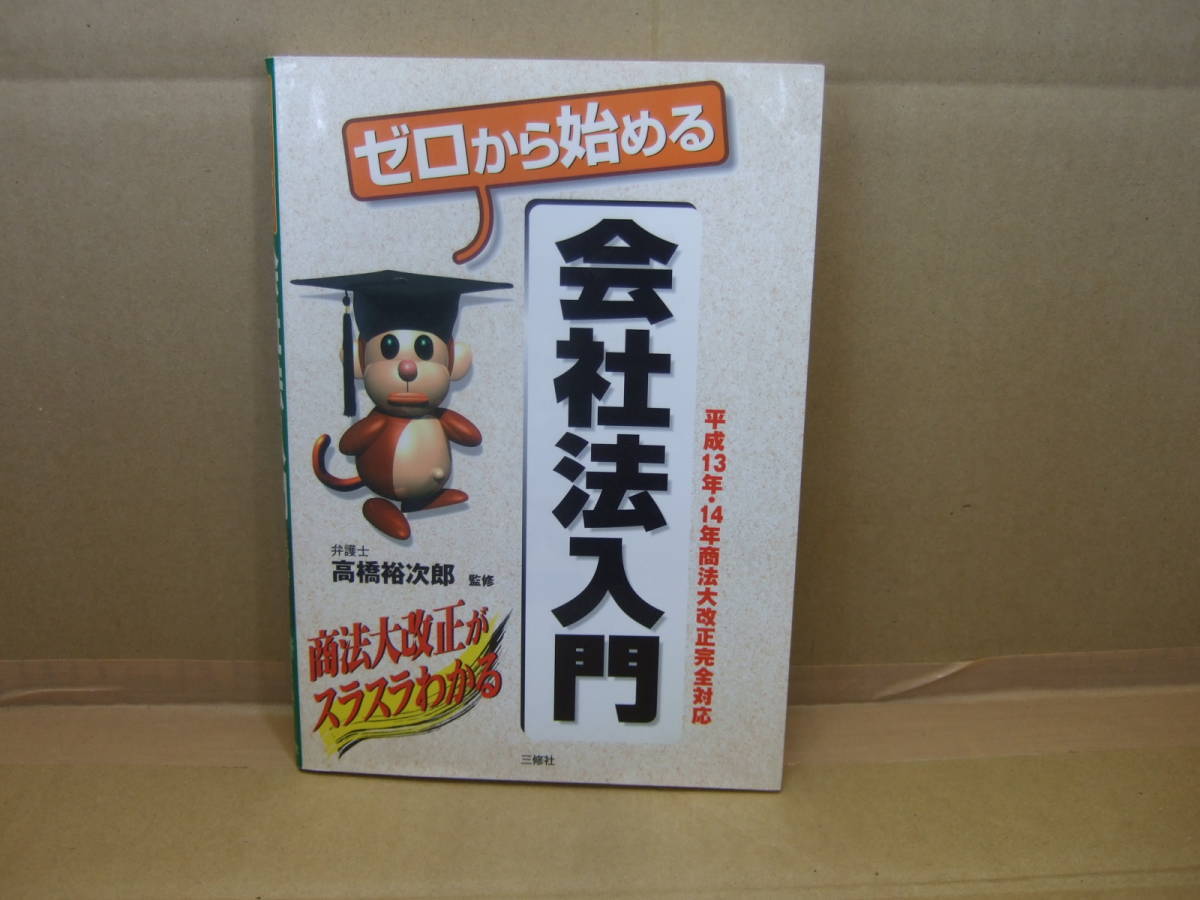 ゼロから始める
会社法入門
平成13年・14年商法大改正完全対応
弁護士
高橋裕次郎 監修
商法大改正が
スラスラわかる
三修社